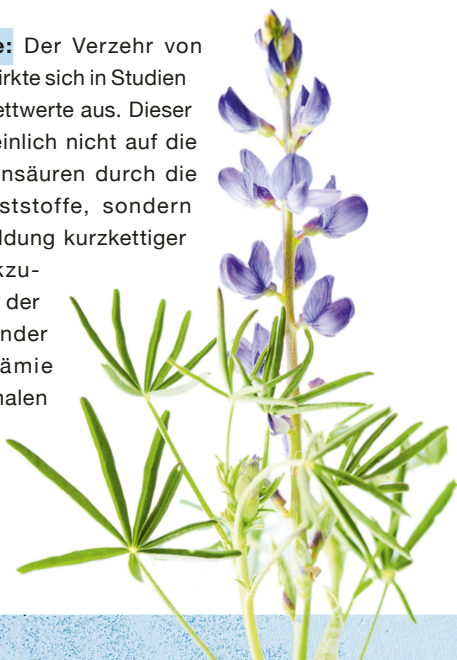 e: Der Verzehr von
irkte sich in Studien
ettwerte aus. Dieser
einlich nicht auf die
nsäuren durch die
ststoffe, sondern
ldung kurzkettiger
kzu-
der
nder
ämie
nalen